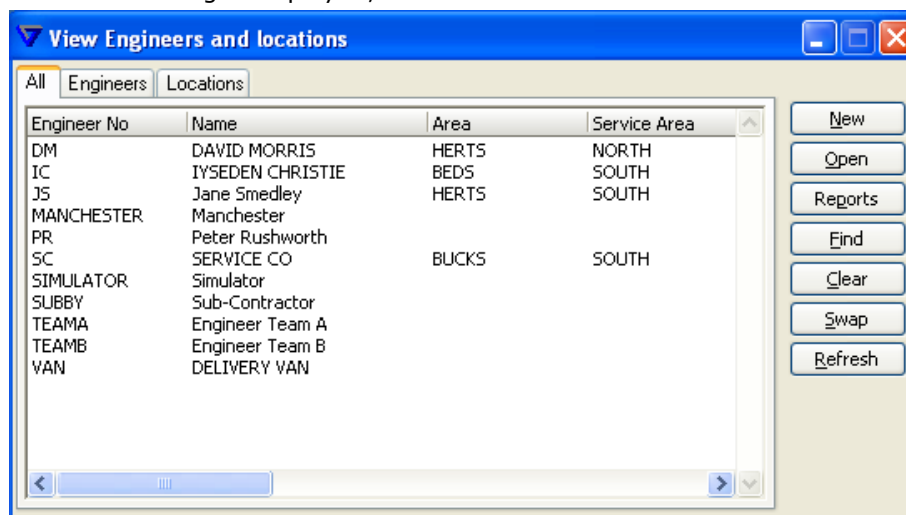 View Engineers and locations
All Engineers Locations
Engineer No Name Area Service Area
DM DAVID MORRIS HERTS NORTH
IC IYSEDEN CHRISTIE BEDS SOUTH
JS Jane Smedley HERTS SOUTH
MANCHESTER Manchester
PR Peter Rushworth
SC SERVICE CO BUCKS SOUTH
SIMULATOR Simulator
SUBBY Sub-Contractor
TEAMA Engineer Team A
TEAMB Engineer Team B
VAN DELIVERY VAN
New
Open
Reports
Find
Clear
Swap
Refresh